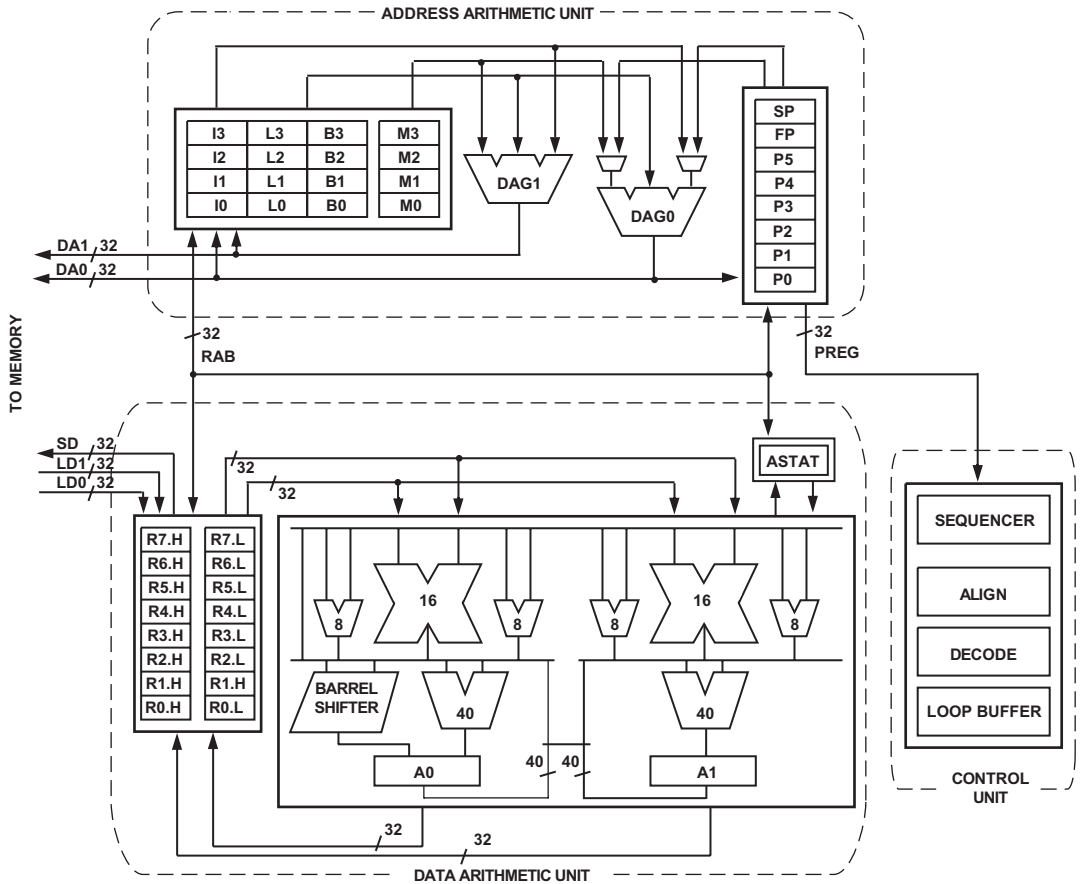 ADDRESS ARITHMETIC UNIT
I3 L3 B3 M3
I2 L2 B2 M2
I1 L1 B1 M1
I0 L0 B0 M0
DAG1
DAG0
SP
FP
P5
P4
P3
P2
P1
P0
DA1 32
DA0 32
TO MEMORY
32
RAB
32
PREG
SD 32
LD1 32
LD0 32
32
32
ASTAT
R7.H R7.L
R6.H R6.L
R5.H R5.L
R4.H R4.L
R3.H R3.L
R2.H R2.L
R1.H R1.H
R0.H R0.L
16 16
8 8 8 8
BARREL
SHIFTER
40 40
A0 40 40 A1
32
32
DATA ARITHMETIC UNIT
SEQUENCER
ALIGN
DECODE
LOOP BUFFER
CONTROL
UNIT